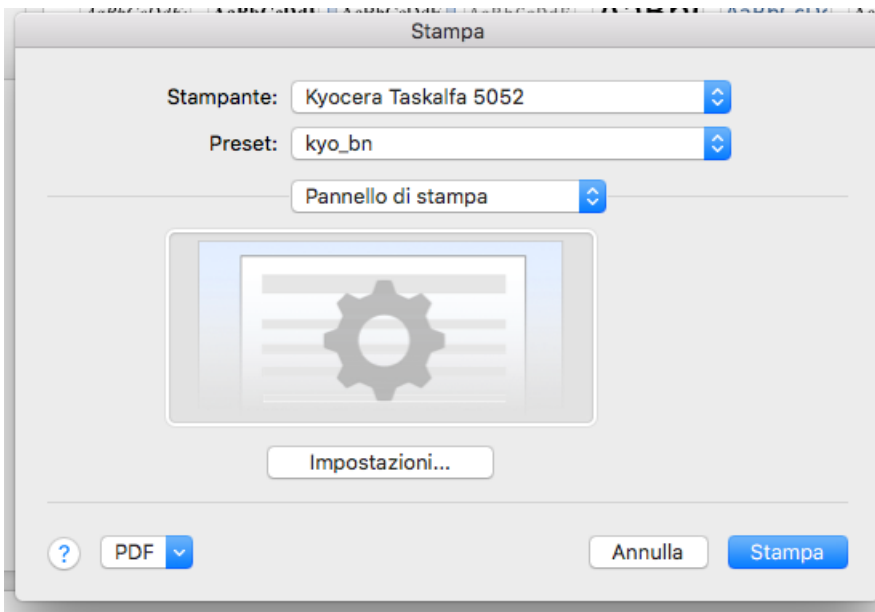 Stampa
Stampante: Kyocera Taskalfa 5052
Preset: kyo_bn
Pannello di stampa
Impostazioni...
? PDF Annulla Stampa